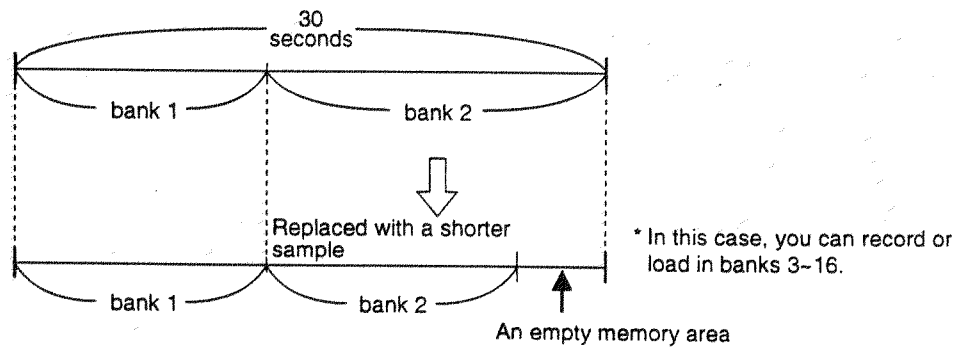 30
seconds
bank 1
bank 2
Replaced with a shorter
sample
* In this case, you can record or
load in banks 3~16.
bank 1
bank 2
An empty memory area